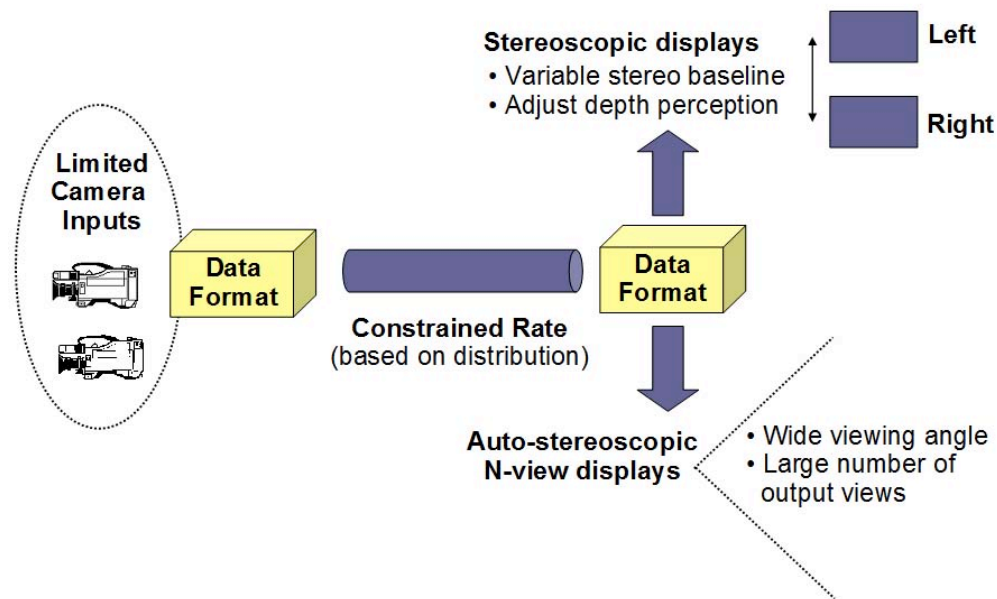 Limited
Camera
Inputs
Data
Format
Constrained Rate
(based on distribution)
Data
Format
Stereoscopic displays
• Variable stereo baseline
• Adjust depth perception
Left
Right
Auto-stereoscopic
N-view displays
• Wide viewing angle
• Large number of
output views